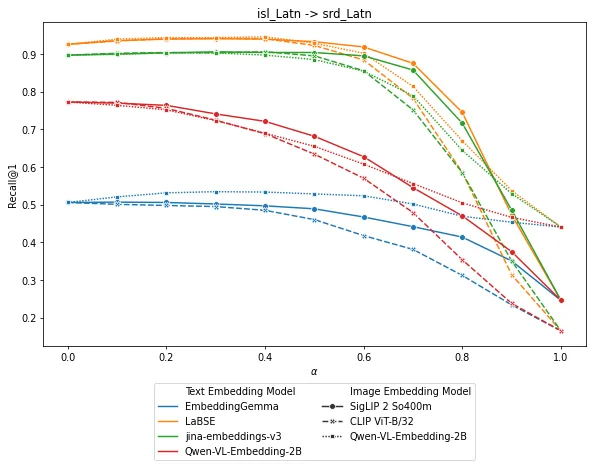 isl_Latn -> srd_Latn
Recall@1
0.9
0.8
0.7
0.6
0.5
0.4
0.3
0.2
0.0
0.2
0.4
0.6
0.8
1.0
α
Text Embedding Model
EmbeddingGemma
LaBSE
jina-embeddings-v3
Qwen-VL-Embedding-2B
Image Embedding Model
SigLIP 2 So400m
CLIP ViT-B/32
Qwen-VL-Embedding-2B